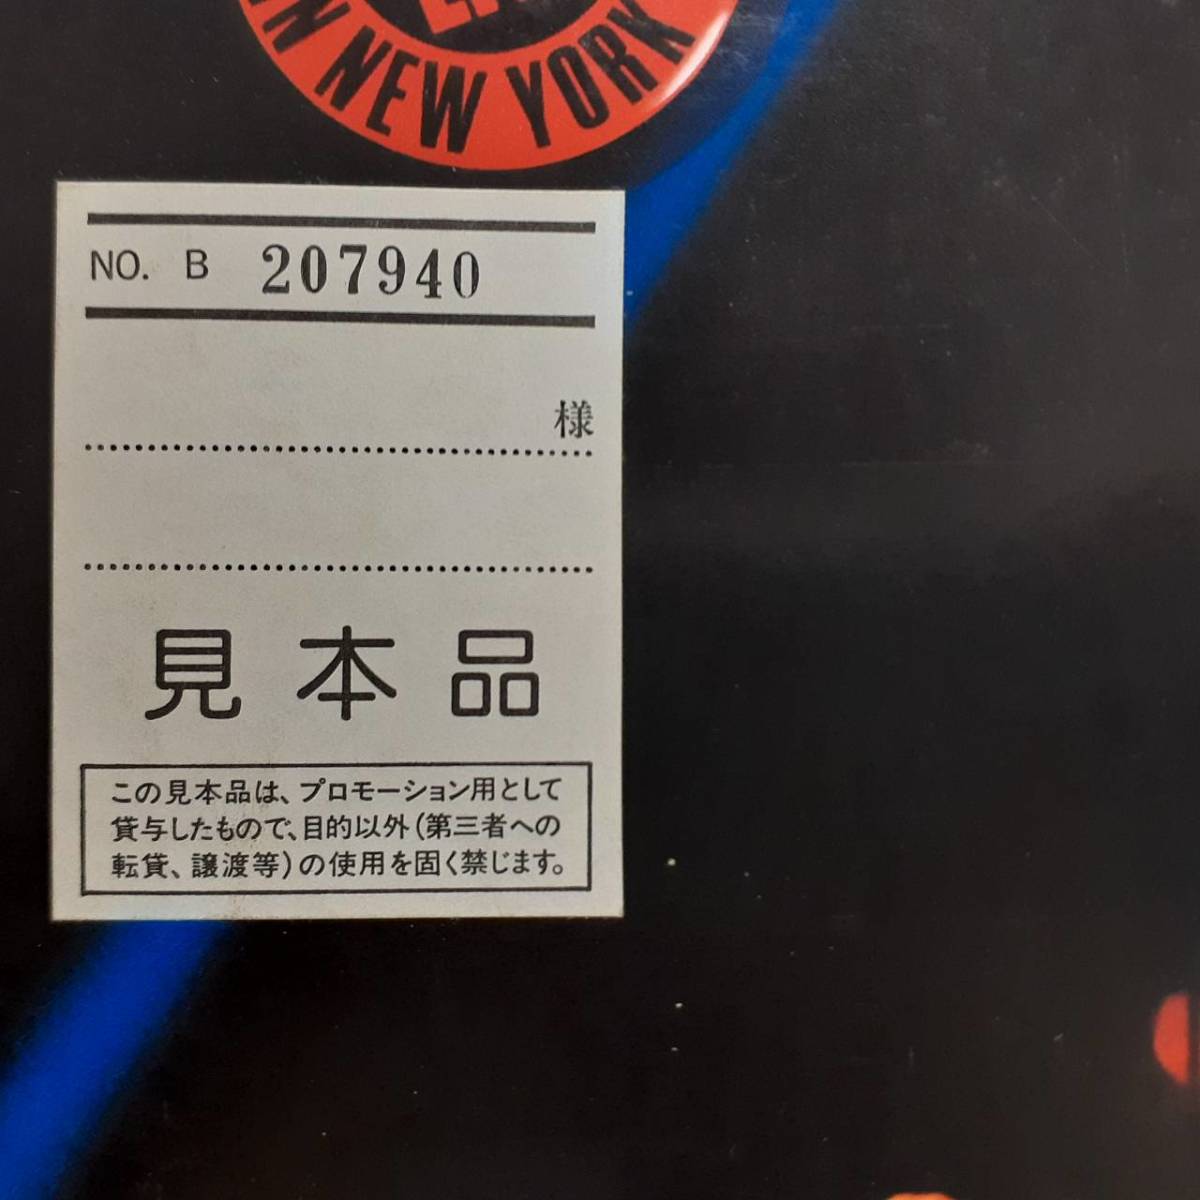 IN NEW YORK
NO. B 207940
様
見本品
この見本品は、プロモーション用として
貸与したもので、目的以外(第三者への
転貸、譲渡等)の使用を固く禁じます。